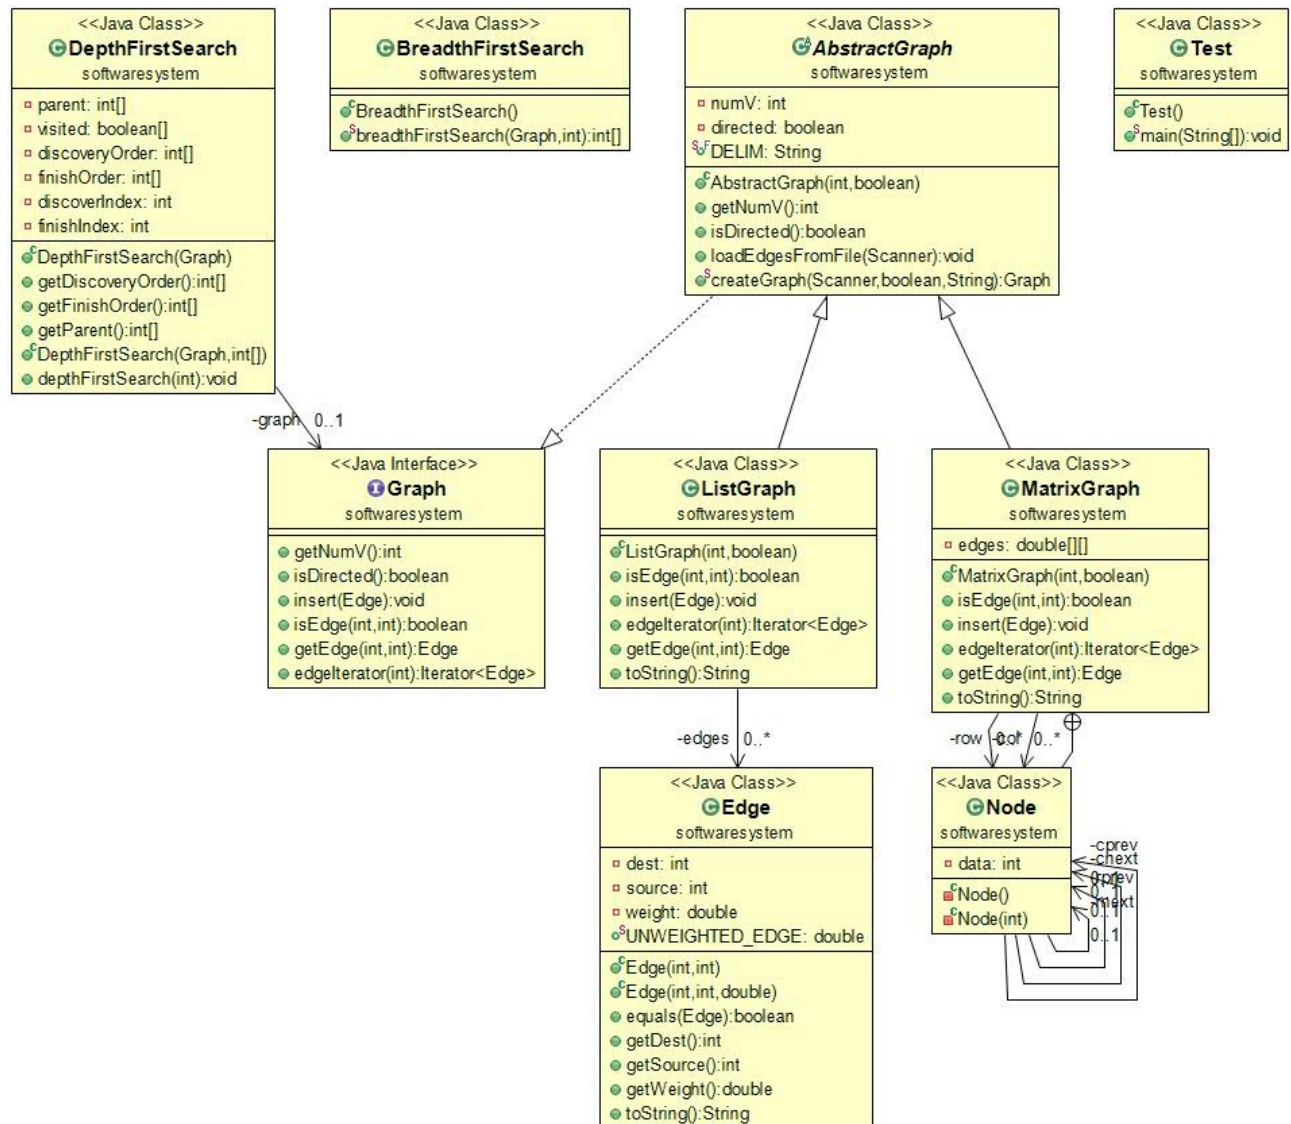 <<Java Class>>
DepthFirstSearch
softwaresystem
parent: int[]
visited: boolean[]
discoveryOrder: int[]
finishOrder: int[]
discoverIndex: int
finishIndex: int
DepthFirstSearch(Graph)
getDiscoveryOrder():int[]
getFinishOrder():int[]
getParent():int[]
DepthFirstSearch(Graph,int[])
depthFirstSearch(int):void
<<Java Class>>
BreadthFirstSearch
softwaresystem
BreadthFirstSearch()
breadthFirstSearch(Graph,int):int[]
<<Java Class>>
AbstractGraph
softwaresystem
numV: int
directed: boolean
DELIM: String
AbstractGraph(int,boolean)
getNumV():int
isDirected():boolean
loadEdgesFromFile(Scanner):void
createGraph(Scanner,boolean,String):Graph
<<Java Class>>
Test
softwaresystem
Test()
main(String[]):void
-graph 0..1
<<Java Interface>>
Graph
softwaresystem
getNumV():int
isDirected():boolean
insert(Edge):void
isEdge(int,int):boolean
getEdge(int,int):Edge
edgeIterator(int):Iterator<Edge>
<<Java Class>>
ListGraph
softwaresystem
ListGraph(int,boolean)
isEdge(int,int):boolean
insert(Edge):void
edgeIterator(int):Iterator<Edge>
getEdge(int,int):Edge
toString():String
<<Java Class>>
MatrixGraph
softwaresystem
edges: double[][]
MatrixGraph(int,boolean)
isEdge(int,int):boolean
insert(Edge):void
edgeIterator(int):Iterator<Edge>
getEdge(int,int):Edge
toString():String
-edges 0..*
-row -col 0..*
<<Java Class>>
Edge
softwaresystem
dest: int
source: int
weight: double
UNWEIGHTED_EDGE: double
Edge(int,int)
Edge(int,int,double)
equals(Edge):boolean
getDest():int
getSource():int
getWeight():double
toString():String
<<Java Class>>
Node
softwaresystem
data: int
Node()
Node(int)
-cprev
-cnext
0..1